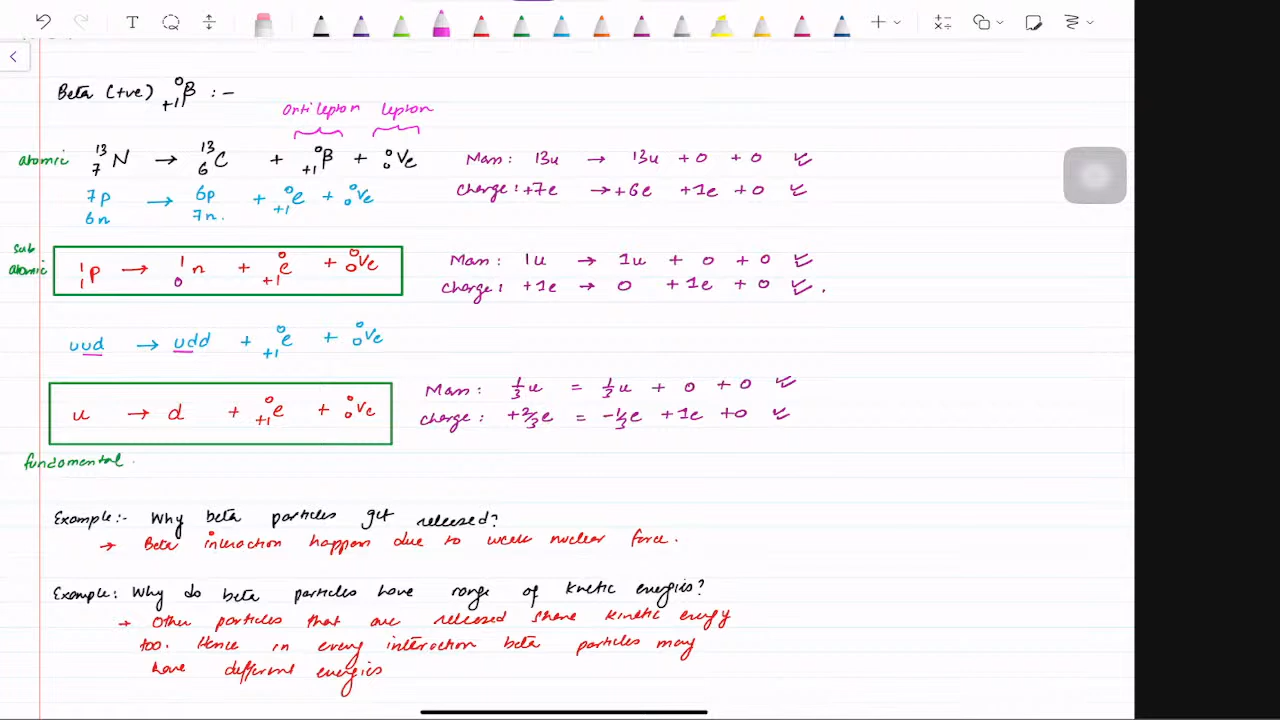 Beta (+ve) ⁰₊₁β :-
antilepton lepton
atomic ¹³₇N → ¹³₆C + ⁰₊₁β + ⁰₀νe Mass: 13u → 13u + 0 + 0 ✓
7p → 6p + ⁰₊₁e + ⁰₀νe Charge: +7e → +6e +1e + 0 ✓
6n 7n.
sub atomic ¹₁p → ¹₀n + ⁰₊₁e + ⁰₀νe Mass: 1u → 1u + 0 + 0 ✓
Charge: +1e → 0 + 1e + 0 ✓.
uud → udd + ⁰₊₁e + ⁰₀νe
Mass: 1/3u = 1/3u + 0 + 0 ✓
u → d + ⁰₊₁e + ⁰₀νe Charge: +2/3e = -1/3e +1e +0 ✓
fundamental.
Example:- Why beta particles get released?
→ Beta interaction happens due to weak nuclear force.
Example: Why do beta particles have range of kinetic energies?
→ Other particles that are released share kinetic energy
too. Hence in every interaction beta particles may
have different energies